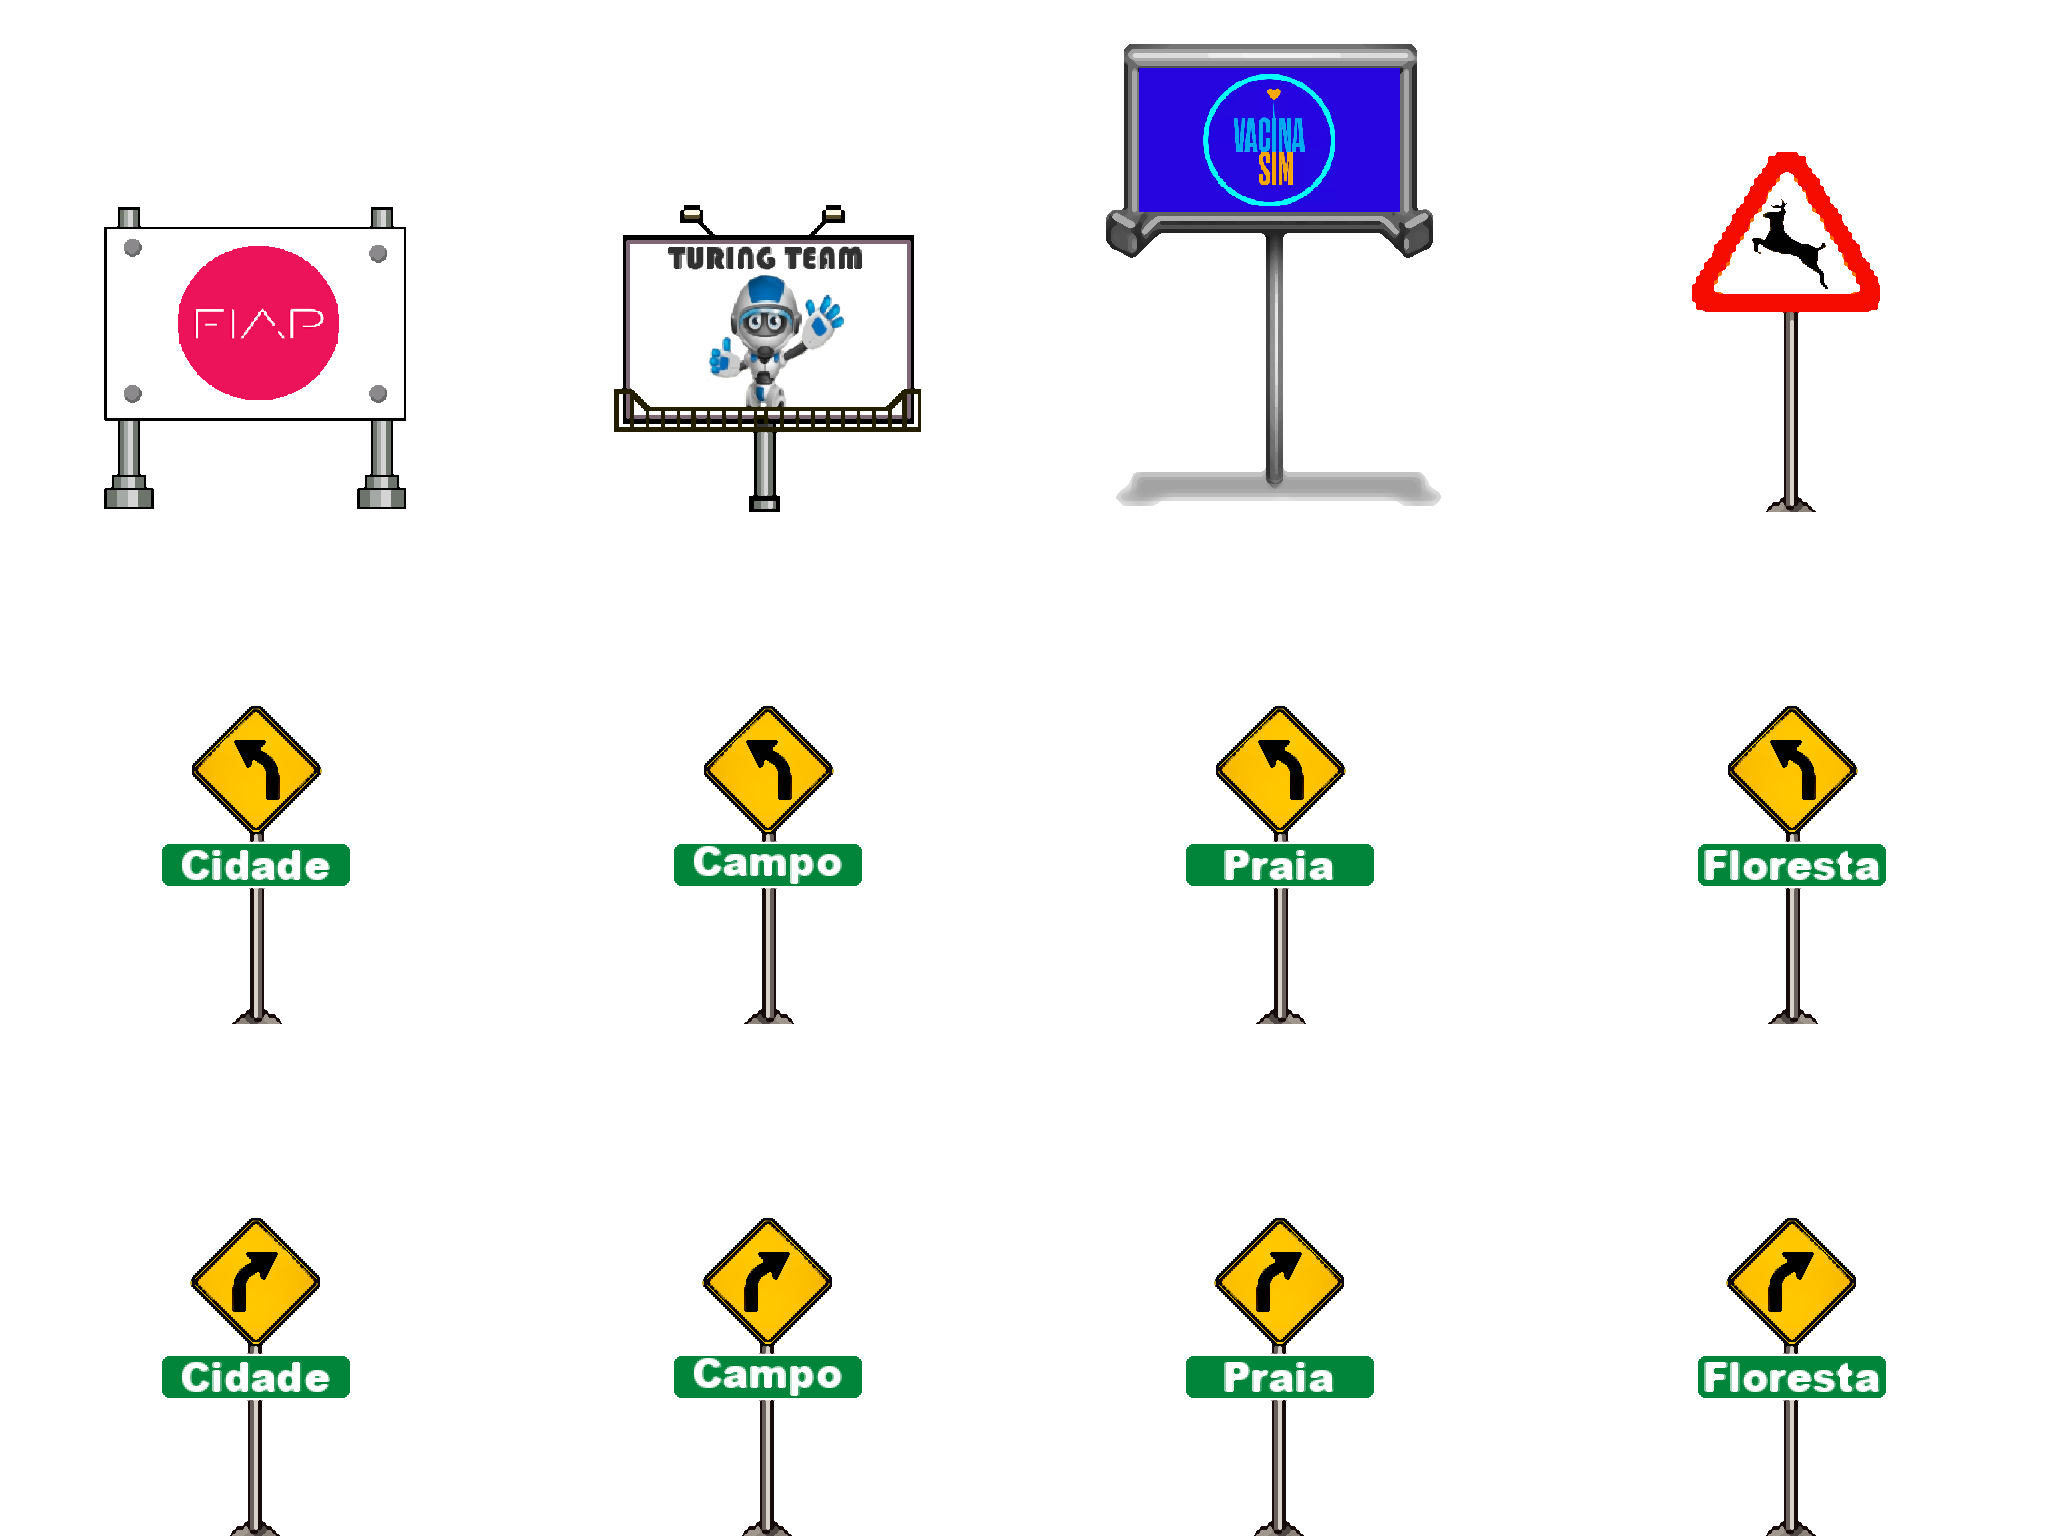 FIAP
TURING TEAM
VACINA
SIM
Cidade
Campo
Praia
Floresta
Cidade
Campo
Praia
Floresta